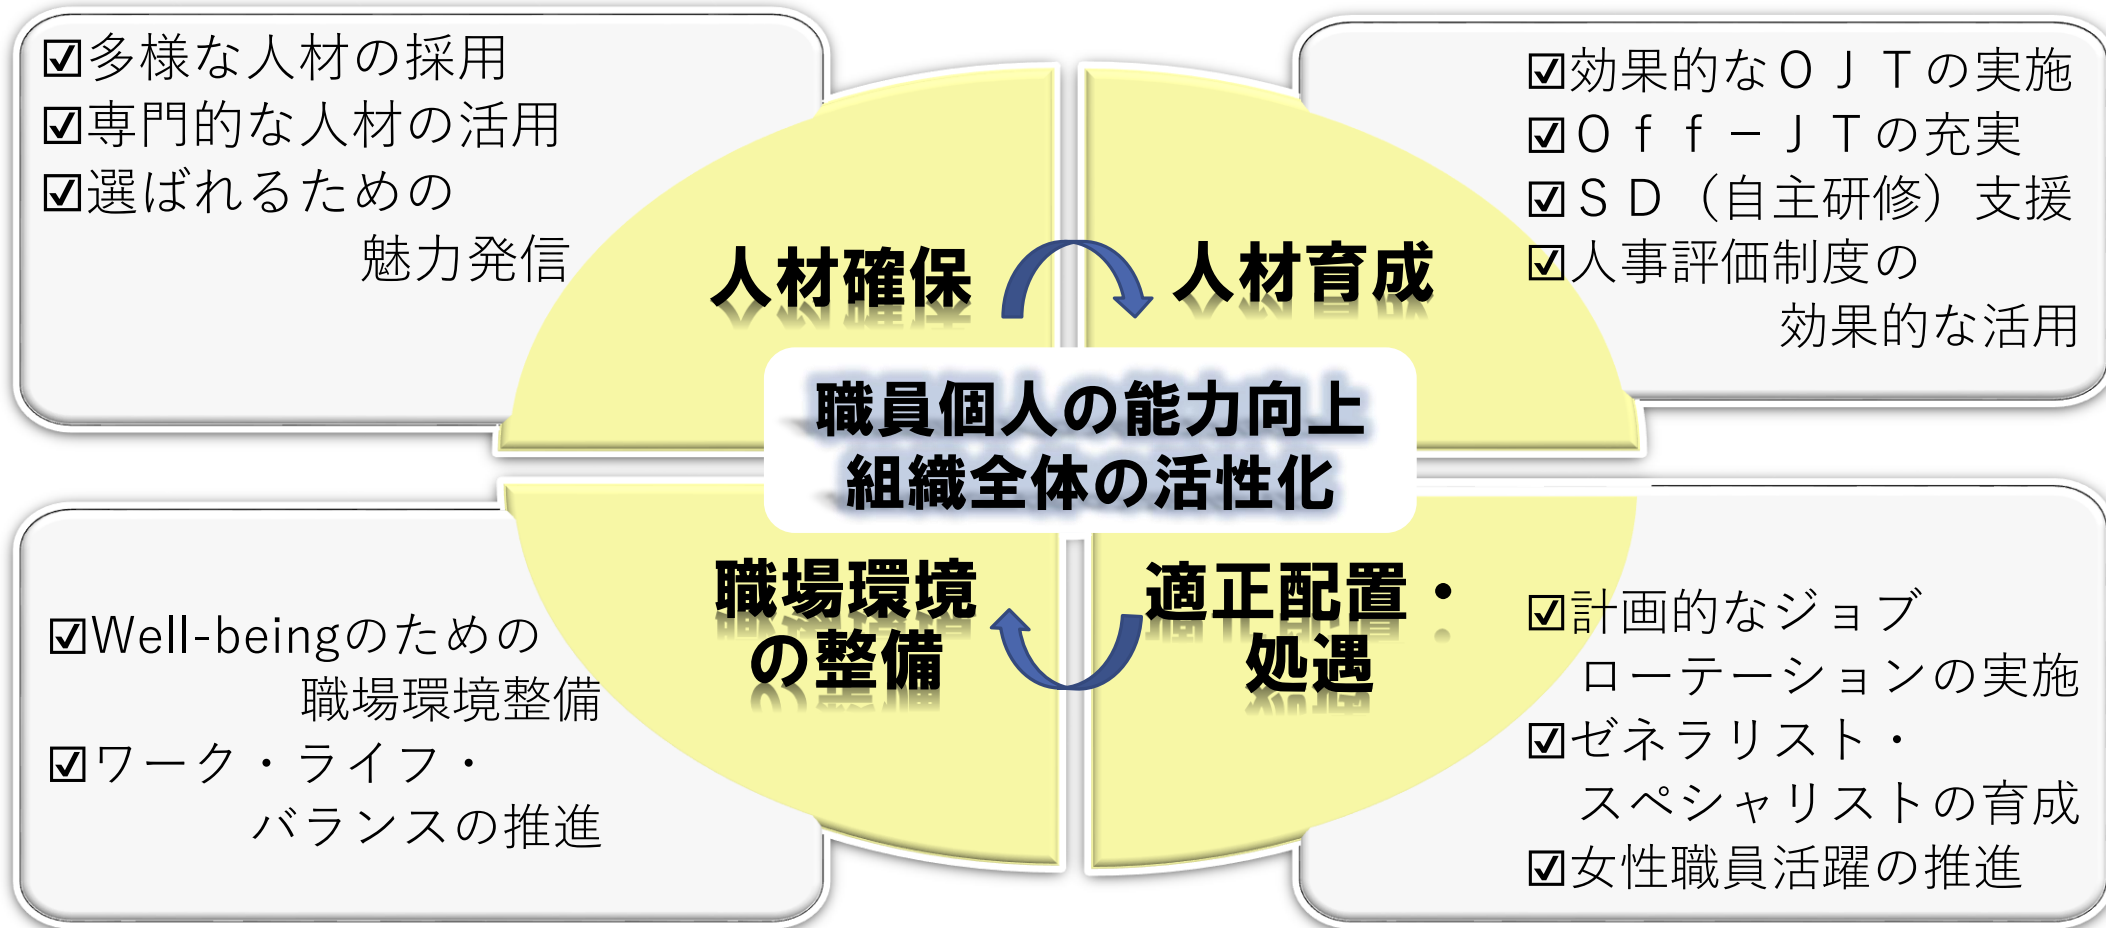 ☑多様な人材の採用
☑専門的な人材の活用
☑選ばれるための
魅力発信
☑効果的なＯＪＴの実施
☑Ｏｆｆ－ＪＴの充実
☑ＳＤ（自主研修）支援
☑人事評価制度の
効果的な活用
人材確保
人材育成
職員個人の能力向上
組織全体の活性化
職場環境
の整備
適正配置・
処遇
☑Well-beingのための
職場環境整備
☑ワーク・ライフ・
バランスの推進
☑計画的なジョブ
ローテーションの実施
☑ゼネラリスト・
スペシャリストの育成
☑女性職員活躍の推進